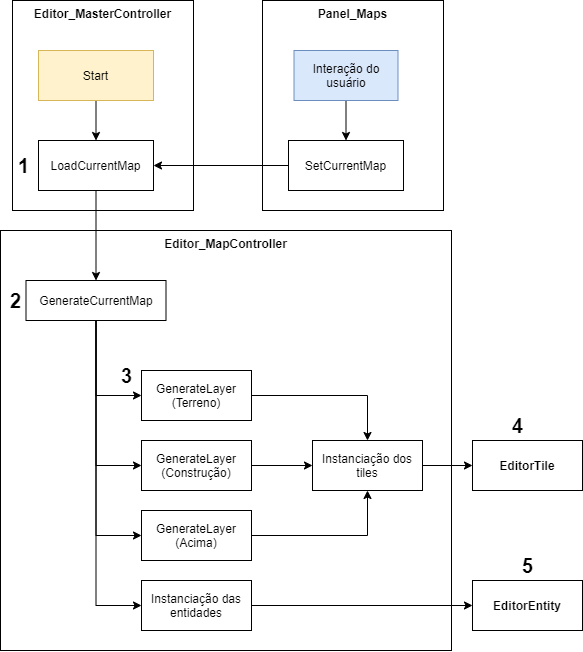 Editor_MasterController
Panel_Maps
Start
Interação do
usuário
1
LoadCurrentMap
SetCurrentMap
Editor_MapController
2
GenerateCurrentMap
3
GenerateLayer
(Terreno)
GenerateLayer
(Construção)
Instanciação dos
tiles
4
EditorTile
GenerateLayer
(Acima)
Instanciação das
entidades
5
EditorEntity